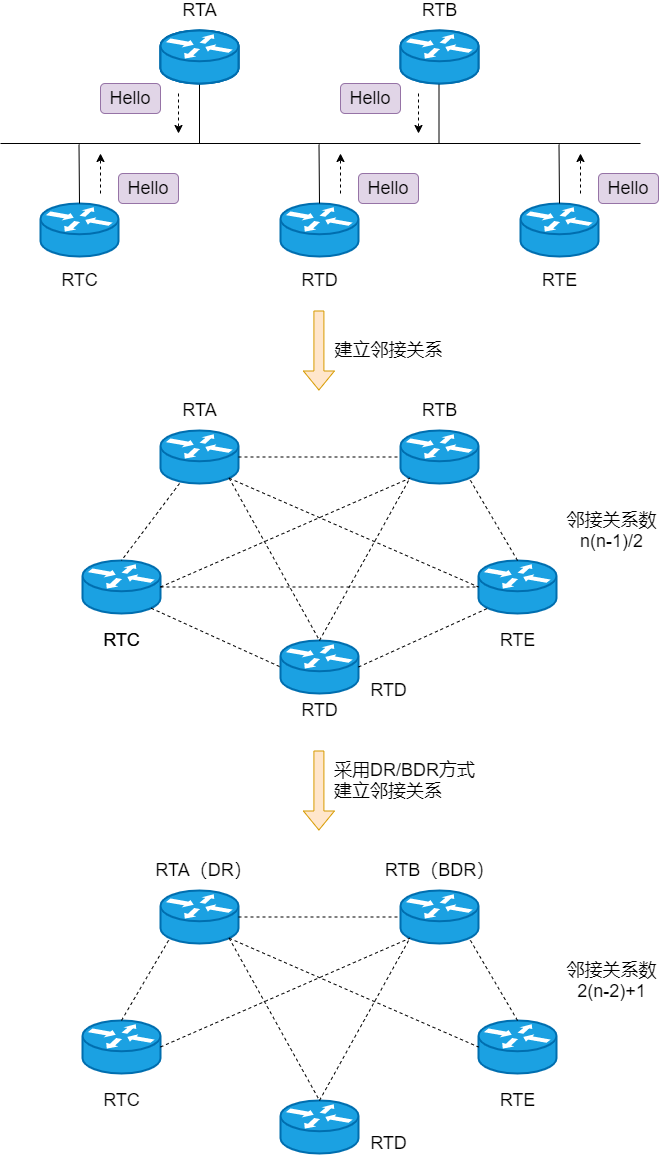 RTA
RTB
Hello
Hello
Hello
Hello
Hello
RTC
RTD
RTE
建立邻接关系
RTA
RTB
邻接关系数
n(n-1)/2
RTC
RTE
RTD
RTD
采用DR/BDR方式
建立邻接关系
RTA（DR）
RTB（BDR）
邻接关系数
2(n-2)+1
RTC
RTE
RTD